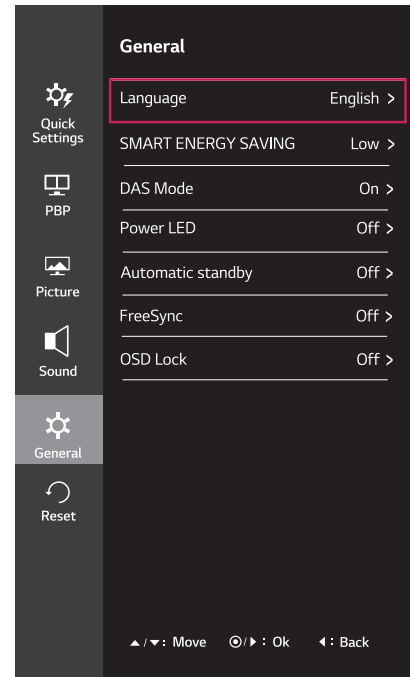 General
Language English >
SMART ENERGY SAVING Low >
DAS Mode On >
Power LED Off >
Automatic standby Off >
FreeSync Off >
OSD Lock Off >
Quick
Settings
PBP
Picture
Sound
General
Reset
▲/▼: Move ◉/▶ : Ok ◀ : Back